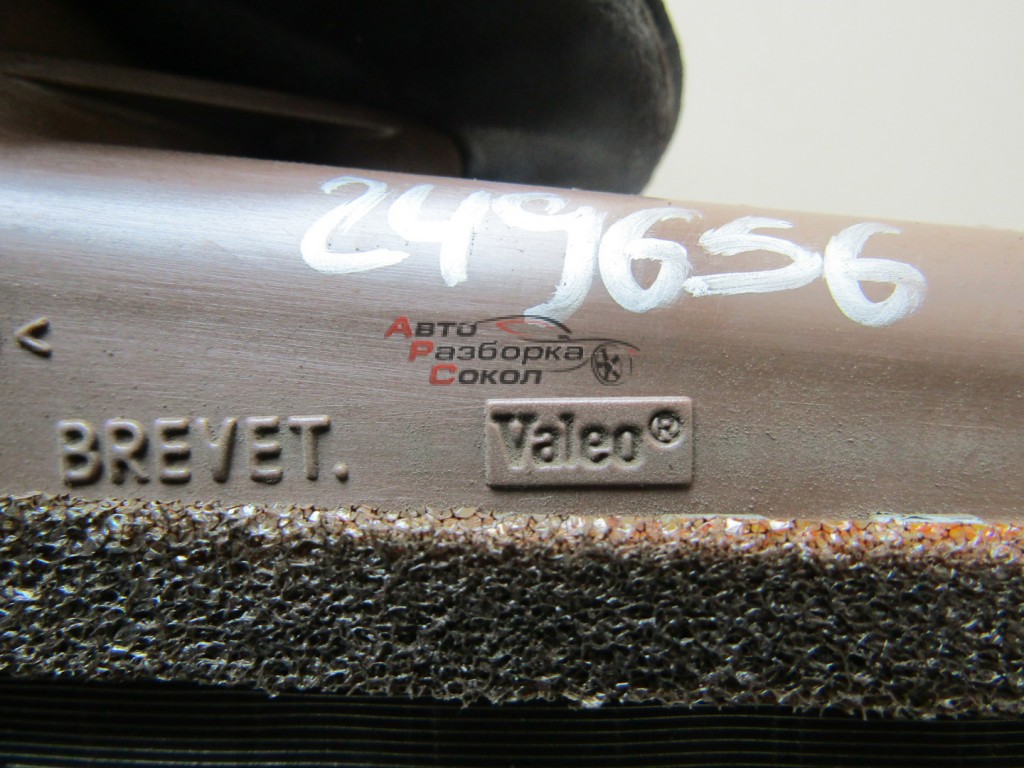 249656
<
Авто
Разборка
Сокол
BREVET.
Valeo®